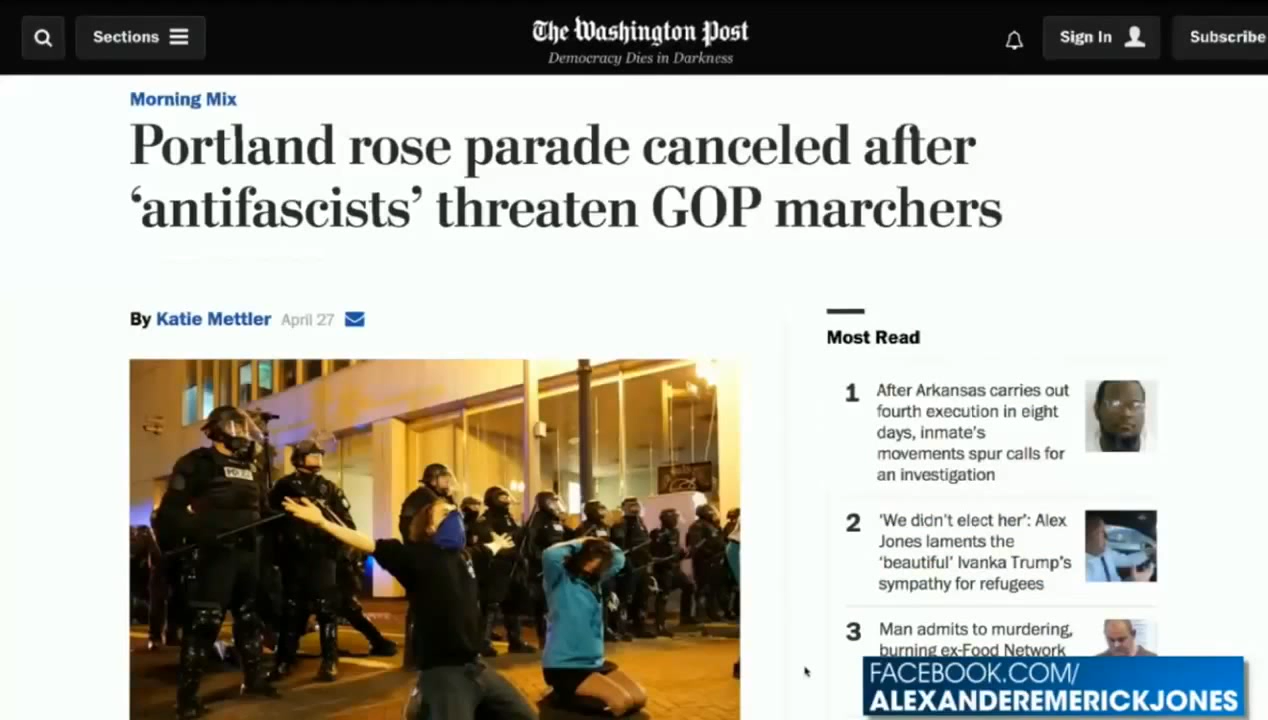 Sections
The Washington Post
Democracy Dies in Darkness
Sign In
Subscribe
Morning Mix
Portland rose parade canceled after
‘antifascists’ threaten GOP marchers
By Katie Mettler April 27
Most Read
1
After Arkansas carries out
fourth execution in eight
days, inmate's
movements spur calls for
an investigation
2
‘We didn't elect her’: Alex
Jones laments the
‘beautiful’ Ivanka Trump's
sympathy for refugees
3
Man admits to murdering,
burning ex-Food Network
FACEBOOK.COM/
ALEXANDEREMERICKJONES